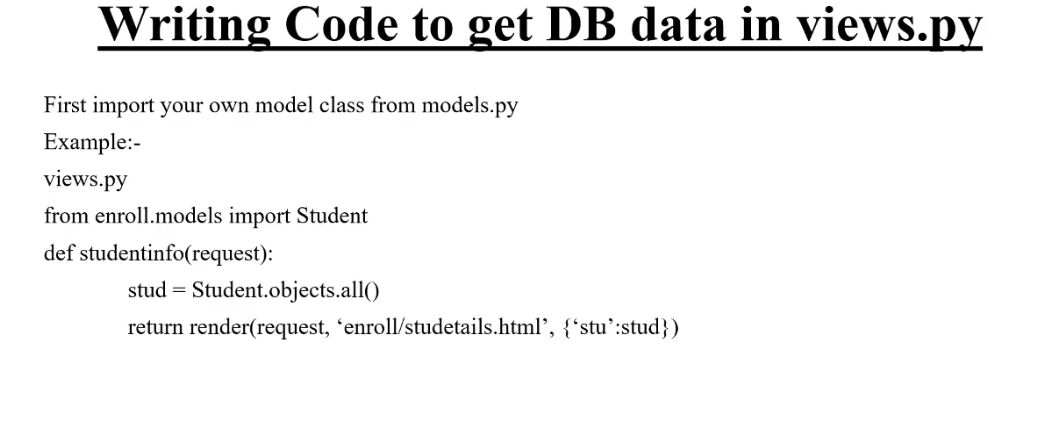 Writing Code to get DB data in views.py
First import your own model class from models.py
Example:-
views.py
from enroll.models import Student
def studentinfo(request):
stud = Student.objects.all()
return render(request, ‘enroll/studetails.html’, {‘stu’:stud})